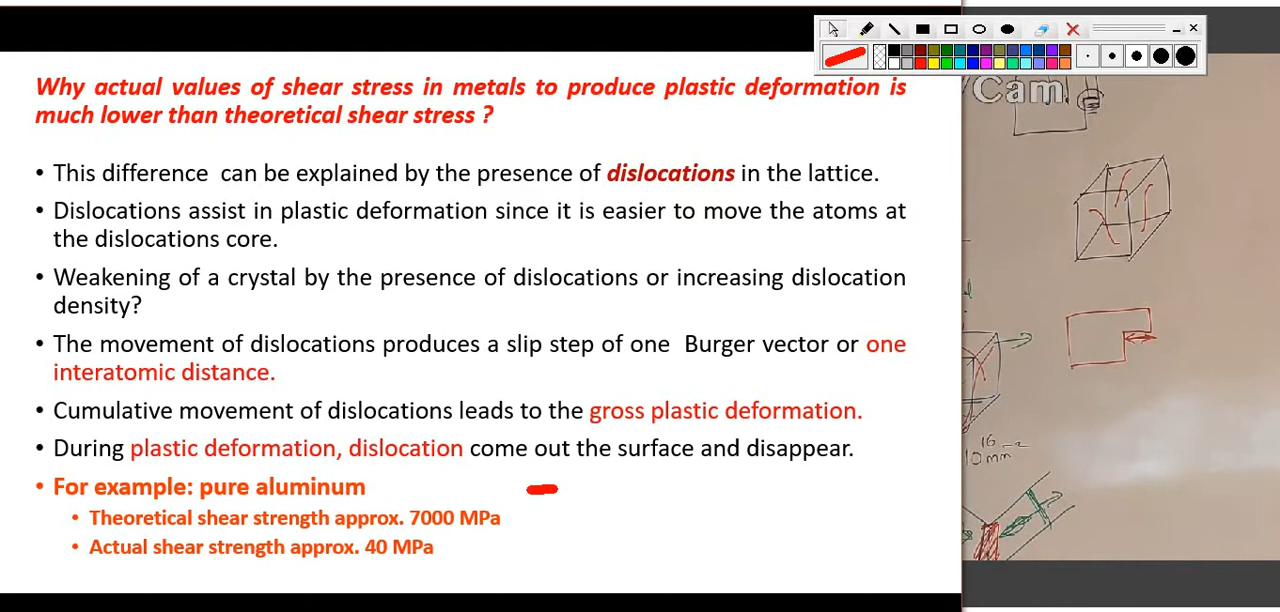 Why actual values of shear stress in metals to produce plastic deformation is
much lower than theoretical shear stress ?
• This difference can be explained by the presence of dislocations in the lattice.
• Dislocations assist in plastic deformation since it is easier to move the atoms at
the dislocations core.
• Weakening of a crystal by the presence of dislocations or increasing dislocation
density?
• The movement of dislocations produces a slip step of one Burger vector or one
interatomic distance.
• Cumulative movement of dislocations leads to the gross plastic deformation.
• During plastic deformation, dislocation come out the surface and disappear.
• For example: pure aluminum
• Theoretical shear strength approx. 7000 MPa
• Actual shear strength approx. 40 MPa
/Cam
10^16 mm^-2